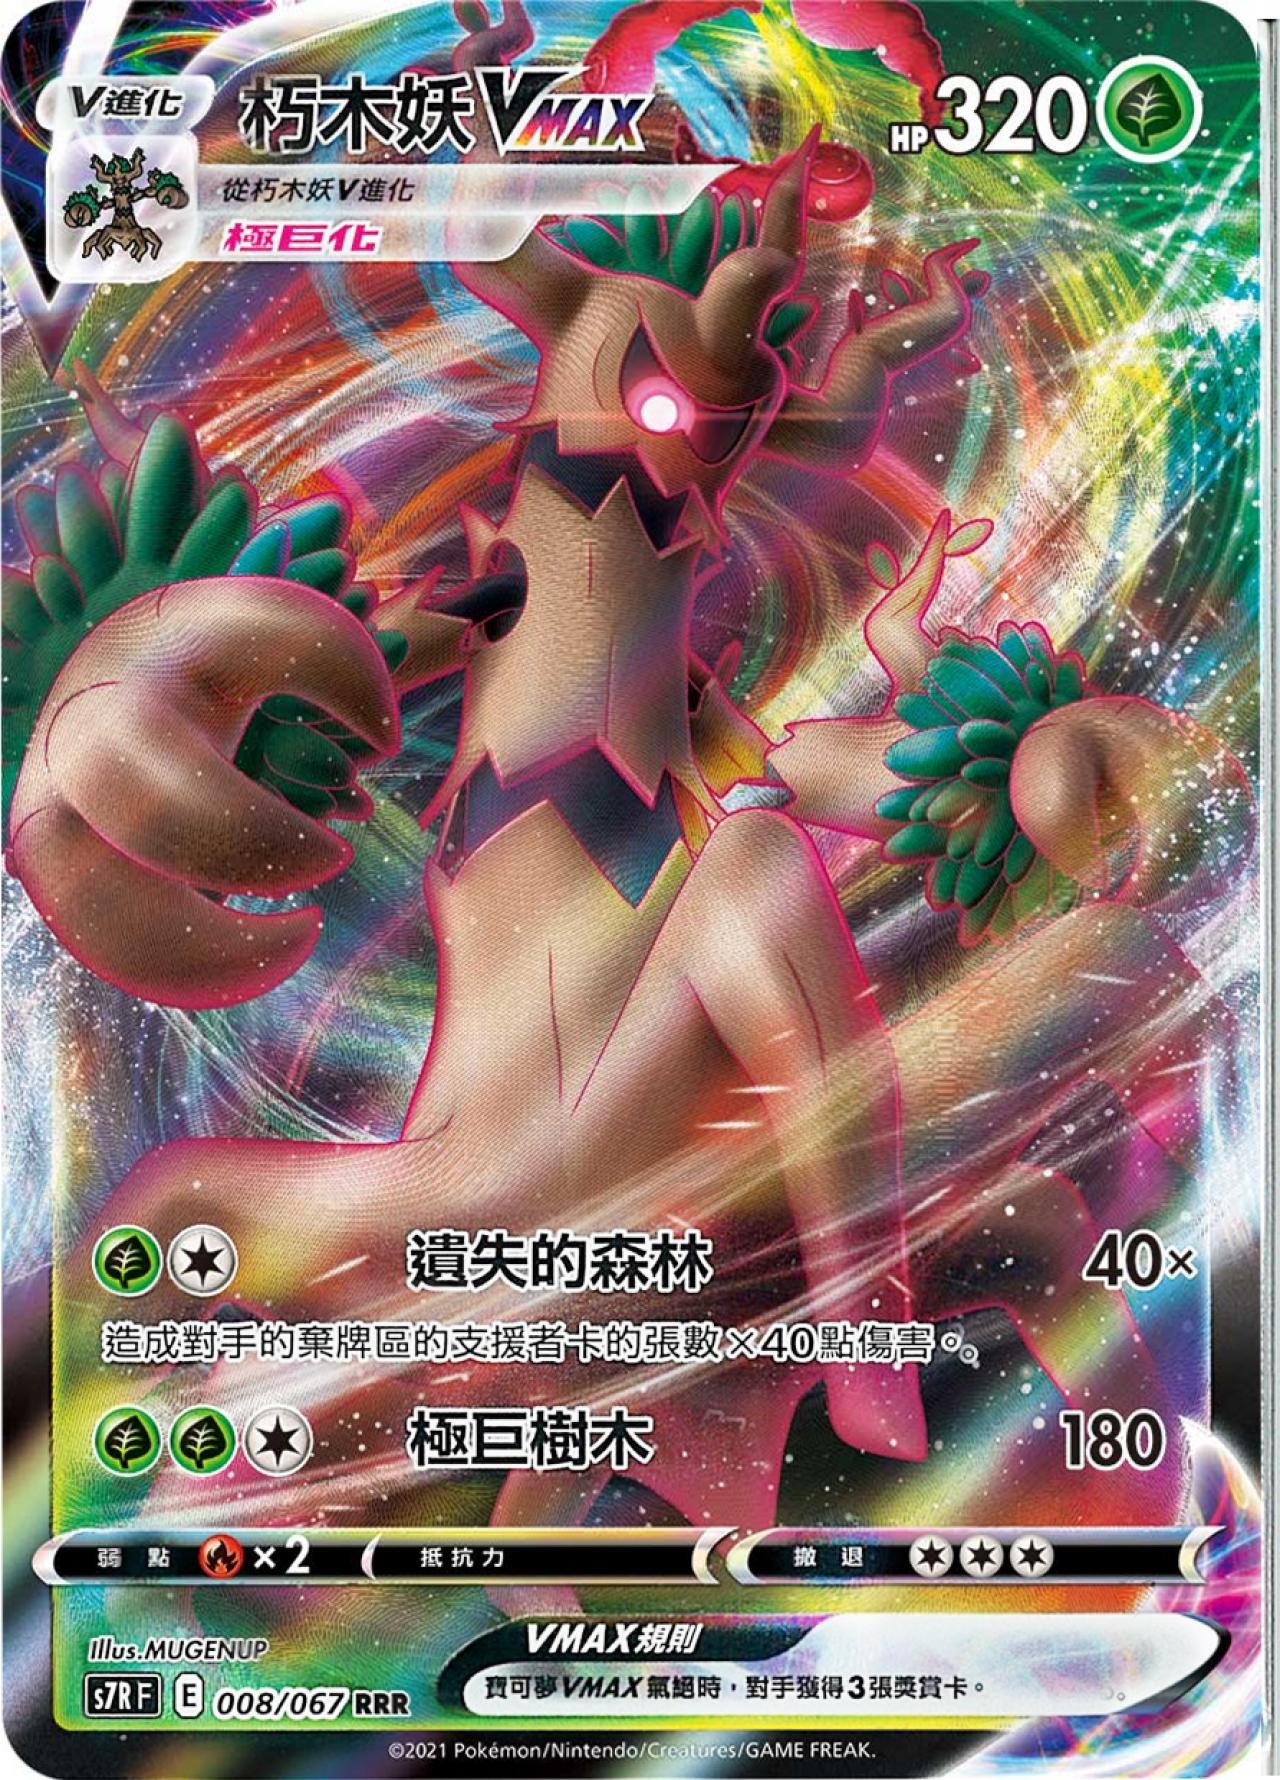 V進化
朽木妖VMAX
HP320
從朽木妖V進化
極巨化
遺失的森林 40×
造成對手的棄牌區的支援者卡的張數×40點傷害。
極巨樹木 180
弱點 ×2 抵抗力 撤退
Illus.MUGENUP
VMAX規則
寶可夢VMAX氣絕時，對手獲得3張獎賞卡。
s7R F E 008/067 RRR
©2021 Pokémon/Nintendo/Creatures/GAME FREAK.